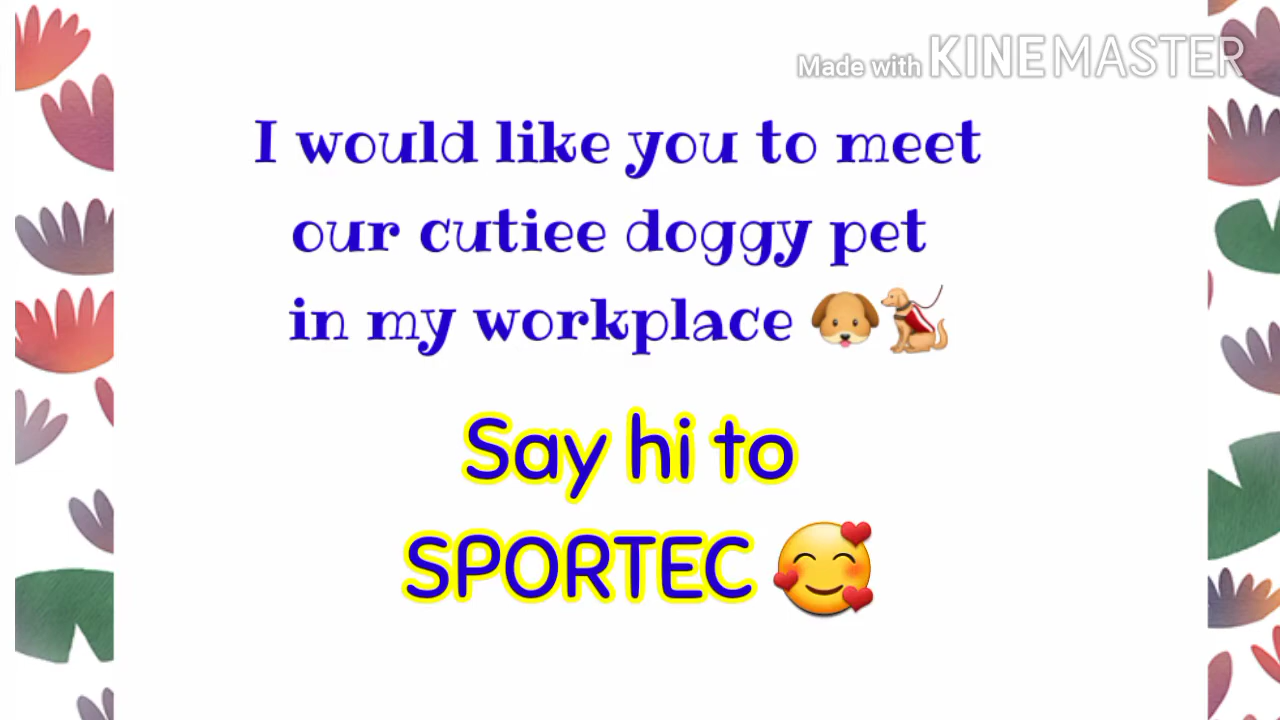 Made with KINEMASTER
I would like you to meet
our cutiee doggy pet
in my workplace 🐶🐕‍🦺
Say hi to
SPORTEC 🥰